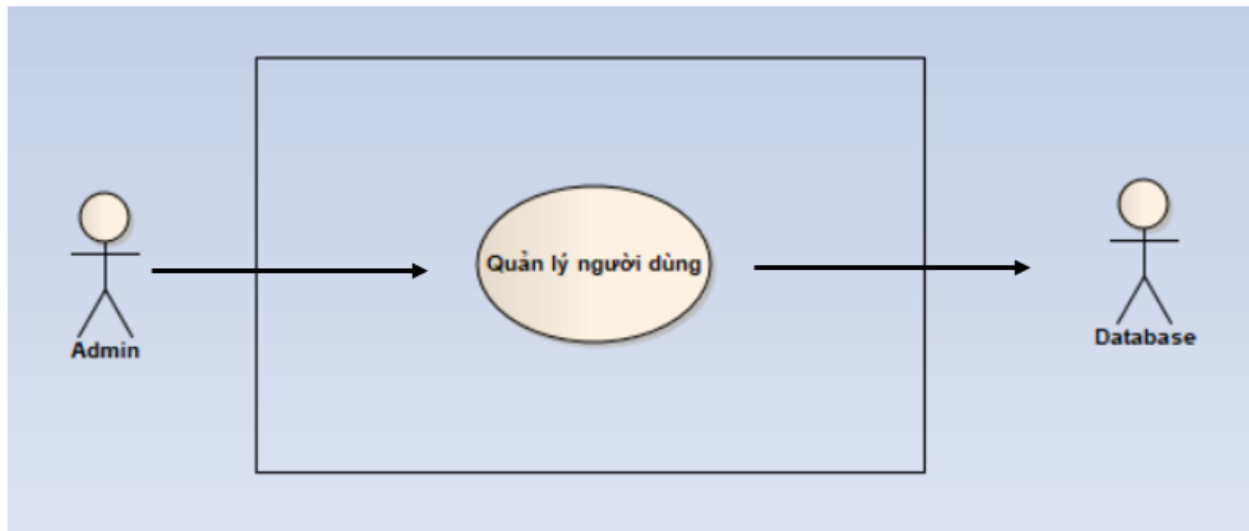 Quản lý người dùng
Admin
Database